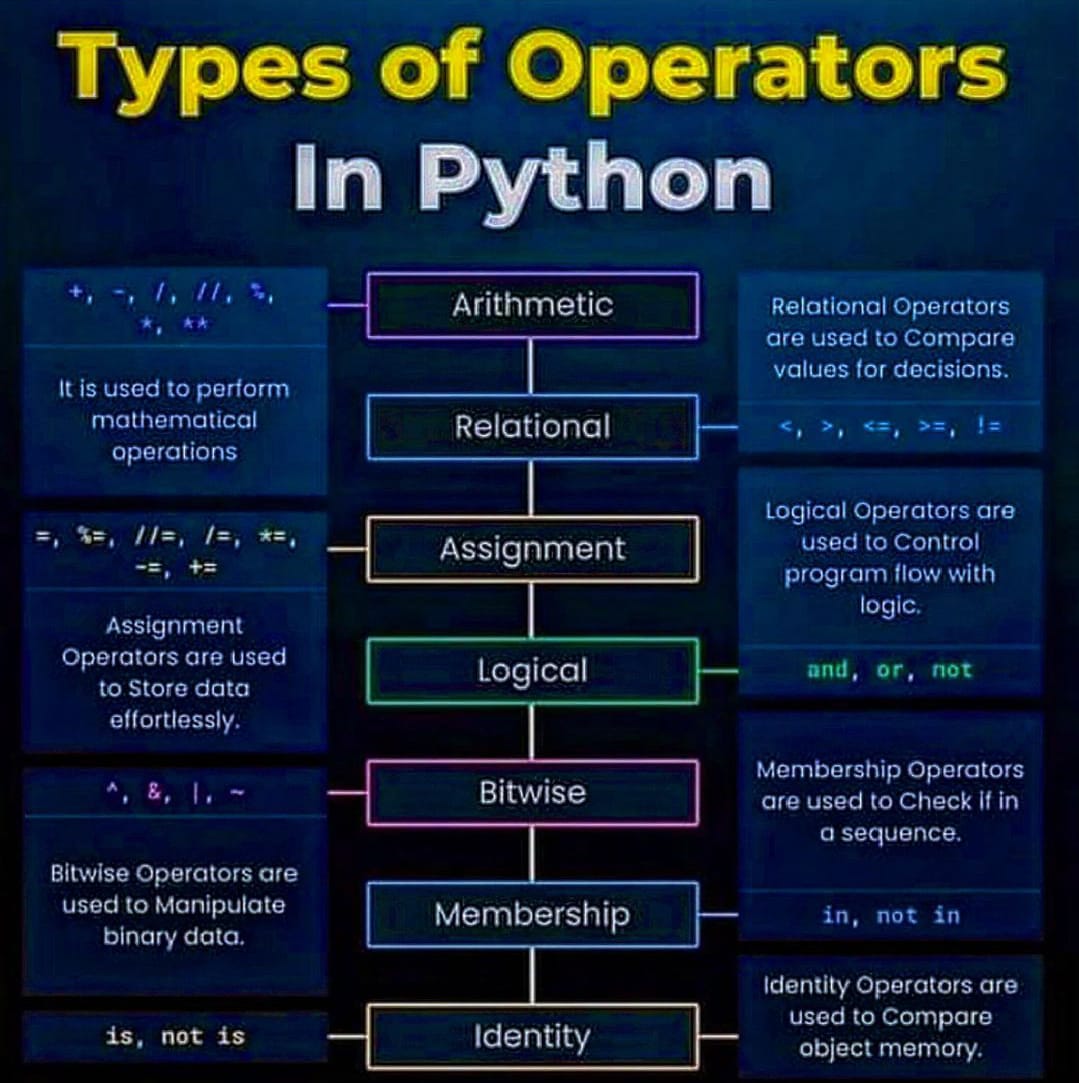 Types of Operators
In Python
Arithmetic
+, -, /, //, %,
*, **
It is used to perform
mathematical
operations
Relational
Relational Operators
are used to Compare
values for decisions.
<, >, <=, >=, !=
Assignment
=, %=, //=, /=, *=,
-=, +=
Assignment
Operators are used
to Store data
effortlessly.
Logical
Logical Operators are
used to Control
program flow with
logic.
and, or, not
Bitwise
^, &, |, ~
Bitwise Operators are
used to Manipulate
binary data.
Membership
Membership Operators
are used to Check if in
a sequence.
in, not in
Identity
is, not is
Identity Operators are
used to Compare
object memory.